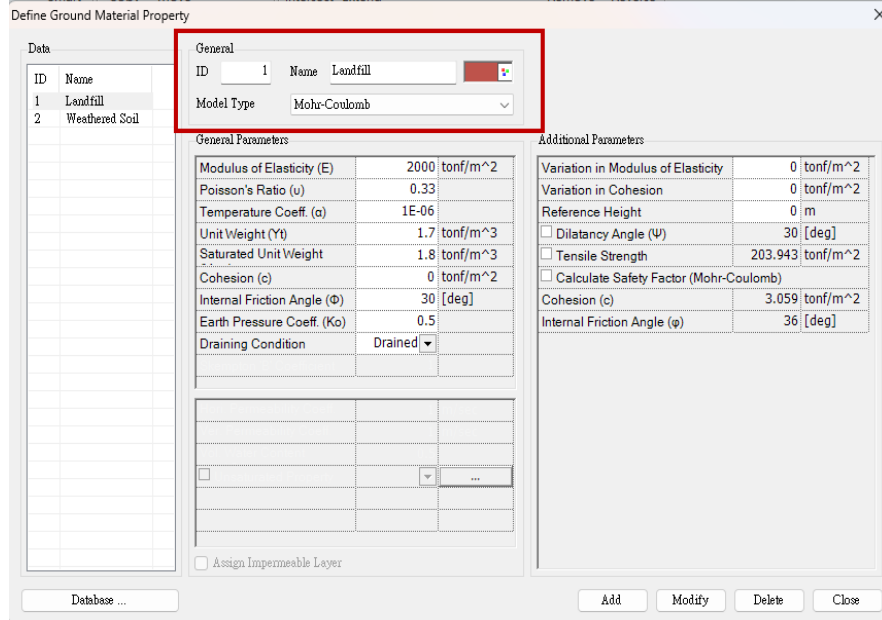 Define Ground Material Property
Data
ID Name
1 Landfill
2 Weathered Soil
General
ID 1 Name Landfill
Model Type Mohr-Coulomb
General Parameters
Modulus of Elasticity (E) 2000 tonf/m^2
Poisson's Ratio (υ) 0.33
Temperature Coeff. (α) 1E-06
Unit Weight (Υt) 1.7 tonf/m^3
Saturated Unit Weight 1.8 tonf/m^3
Cohesion (c) 0 tonf/m^2
Internal Friction Angle (Φ) 30 [deg]
Earth Pressure Coeff. (Ko) 0.5
Draining Condition Drained
...
Assign Impermeable Layer
Additional Parameters
Variation in Modulus of Elasticity 0 tonf/m^2
Variation in Cohesion 0 tonf/m^2
Reference Height 0 m
Dilatancy Angle (Ψ) 30 [deg]
Tensile Strength 203.943 tonf/m^2
Calculate Safety Factor (Mohr-Coulomb)
Cohesion (c) 3.059 tonf/m^2
Internal Friction Angle (φ) 36 [deg]
Database ...
Add Modify Delete Close